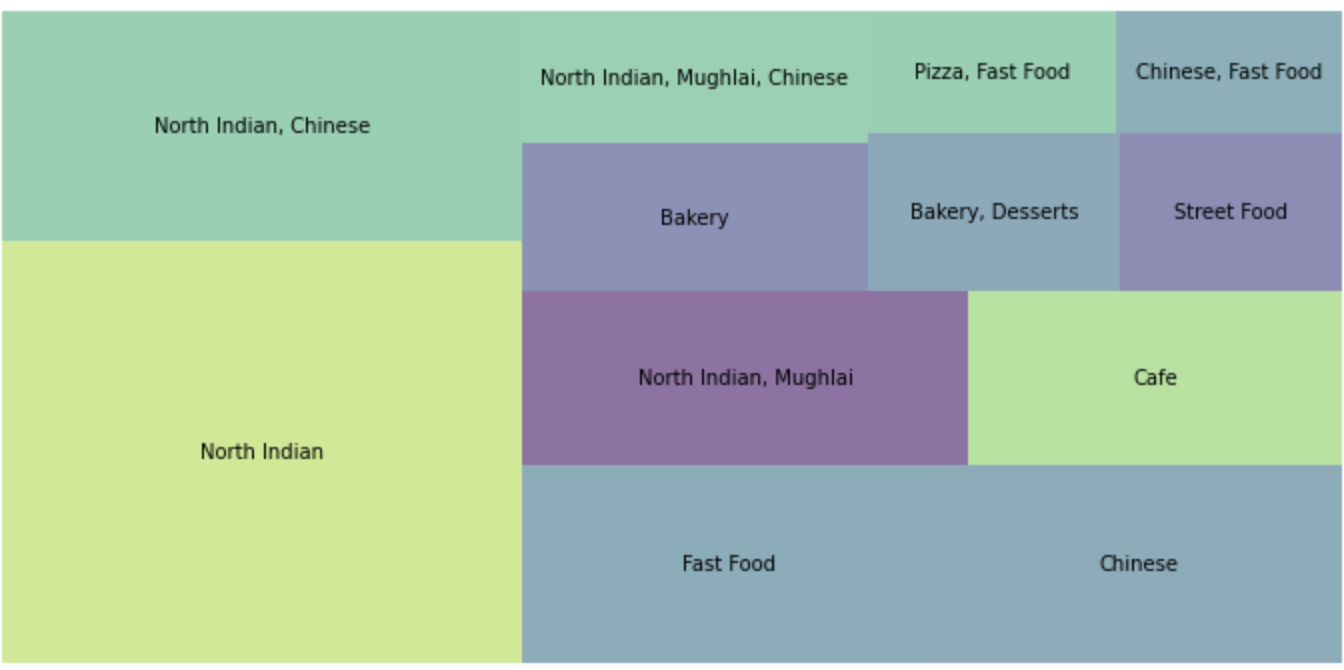 North Indian, Chinese
North Indian, Mughlai, Chinese
Pizza, Fast Food
Chinese, Fast Food
Bakery
Bakery, Desserts
Street Food
North Indian, Mughlai
Cafe
North Indian
Fast Food
Chinese